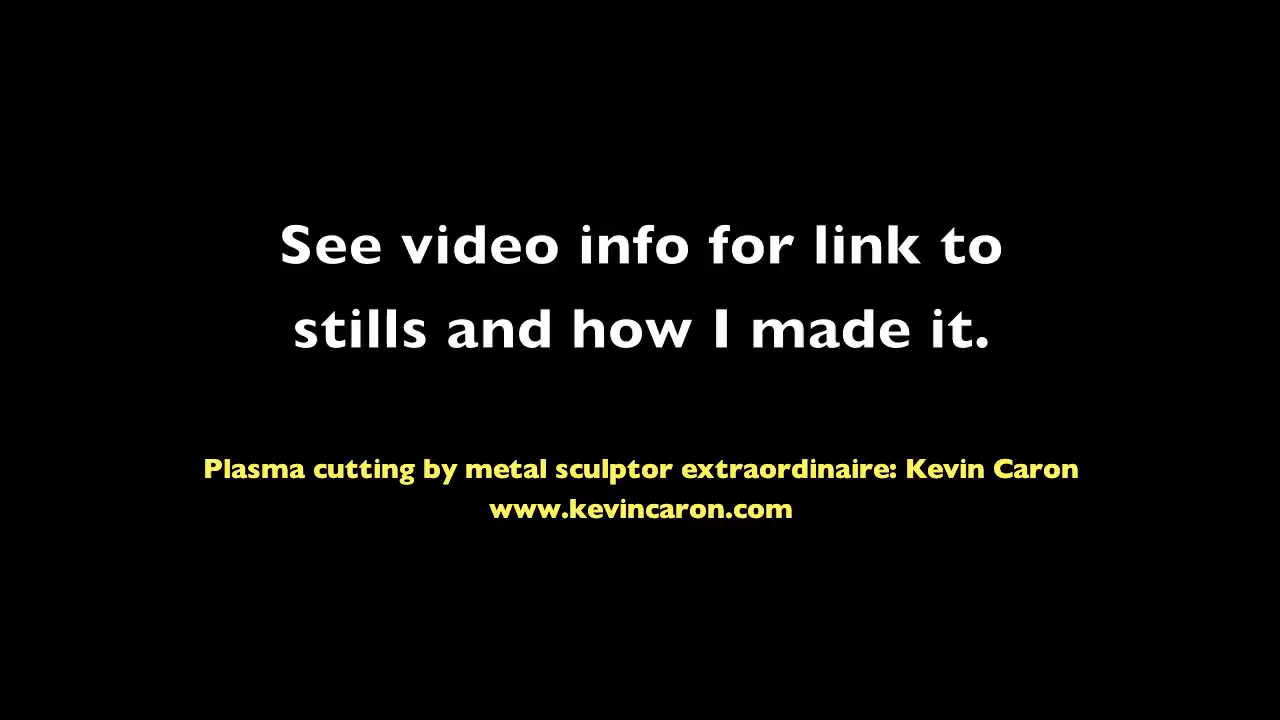 See video info for link to
stills and how I made it.
Plasma cutting by metal sculptor extraordinaire: Kevin Caron
www.kevincaron.com